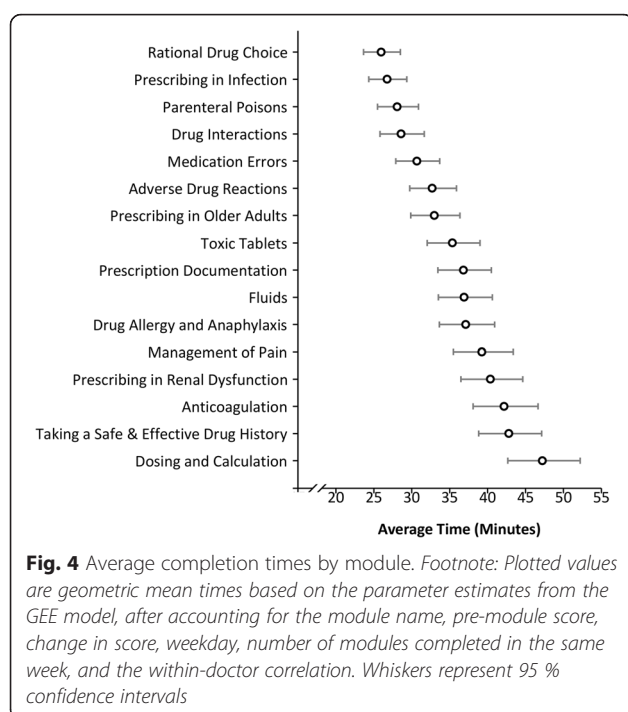 Rational Drug Choice
Prescribing in Infection
Parenteral Poisons
Drug Interactions
Medication Errors
Adverse Drug Reactions
Prescribing in Older Adults
Toxic Tablets
Prescription Documentation
Fluids
Drug Allergy and Anaphylaxis
Management of Pain
Prescribing in Renal Dysfunction
Anticoagulation
Taking a Safe & Effective Drug History
Dosing and Calculation
20 25 30 35 40 45 50 55
Average Time (Minutes)
Fig. 4 Average completion times by module. Footnote: Plotted values
are geometric mean times based on the parameter estimates from the
GEE model, after accounting for the module name, pre-module score,
change in score, weekday, number of modules completed in the same
week, and the within-doctor correlation. Whiskers represent 95 %
confidence intervals